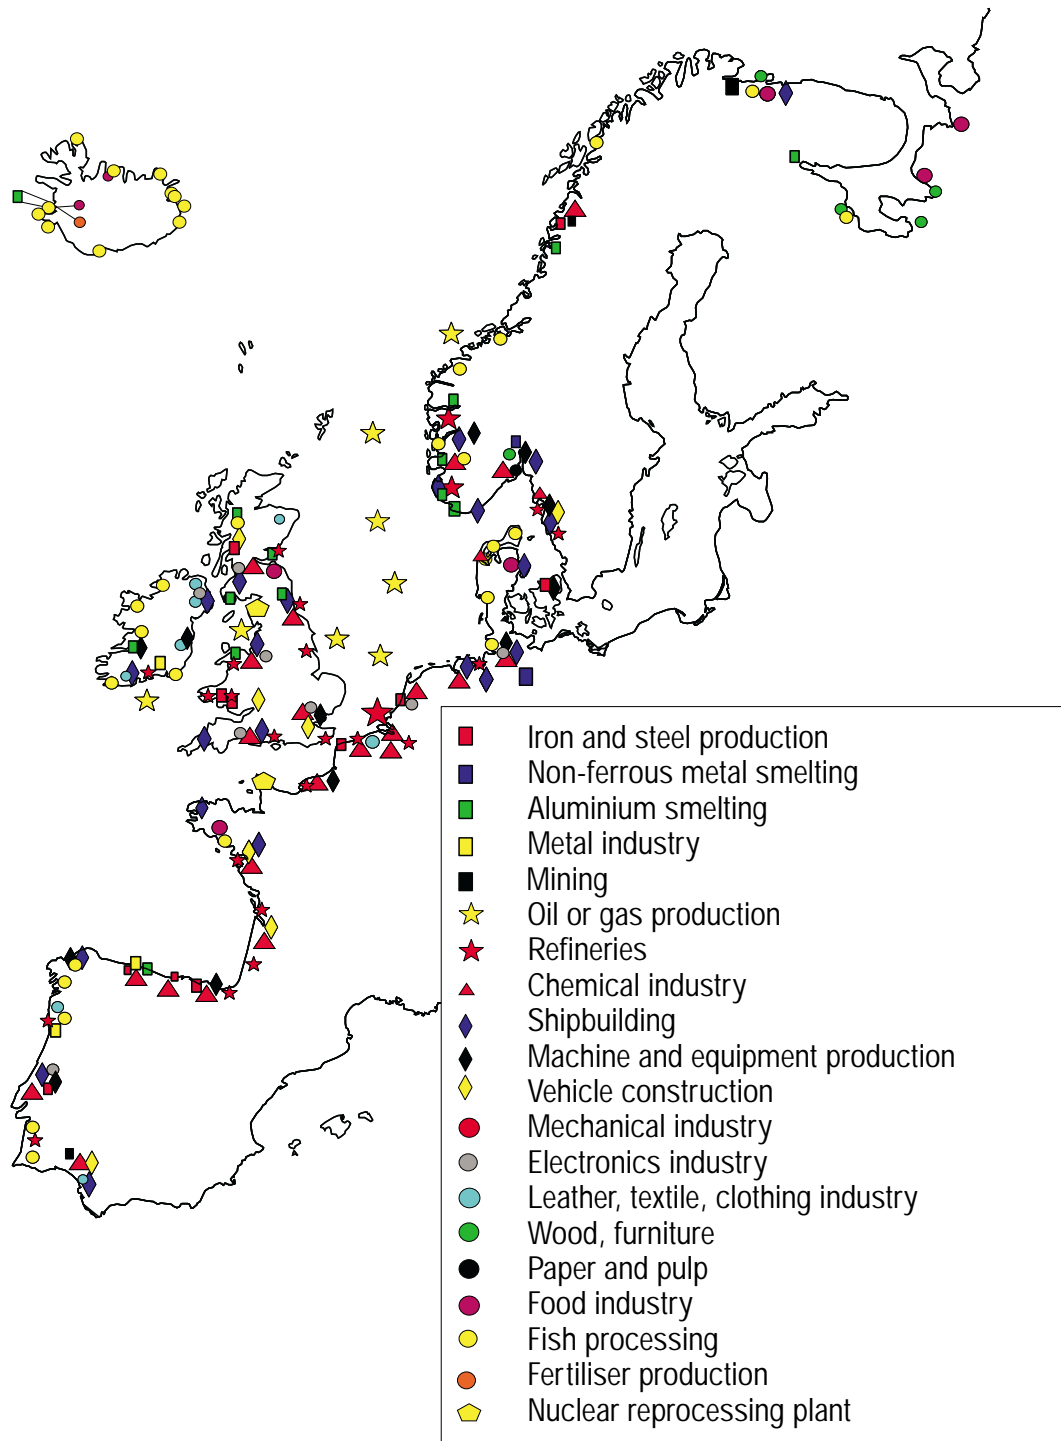 Iron and steel production
Non-ferrous metal smelting
Aluminium smelting
Metal industry
Mining
Oil or gas production
Refineries
Chemical industry
Shipbuilding
Machine and equipment production
Vehicle construction
Mechanical industry
Electronics industry
Leather, textile, clothing industry
Wood, furniture
Paper and pulp
Food industry
Fish processing
Fertiliser production
Nuclear reprocessing plant